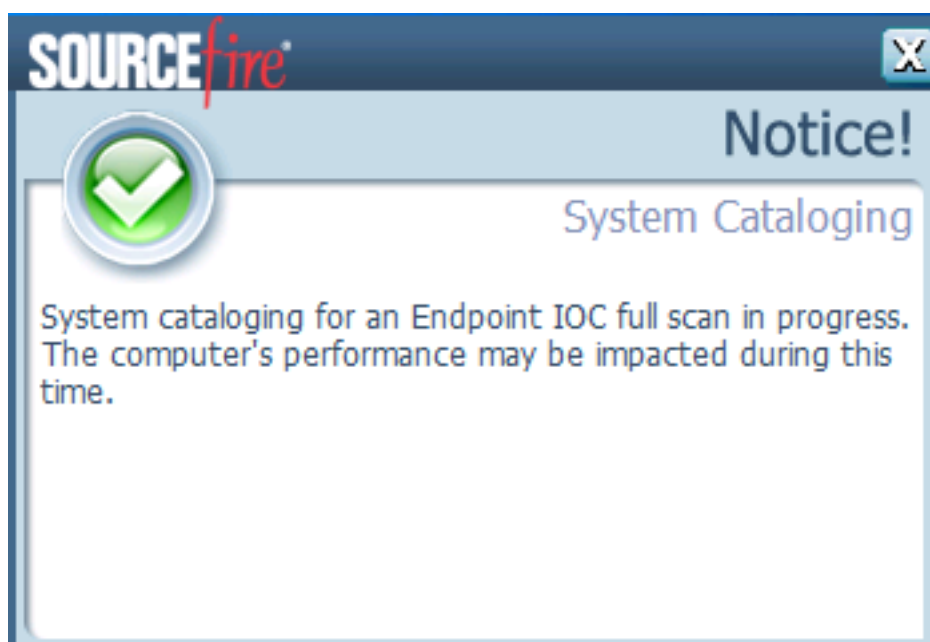 SOURCEfire®
X
Notice!
System Cataloging
System cataloging for an Endpoint IOC full scan in progress.
The computer's performance may be impacted during this
time.